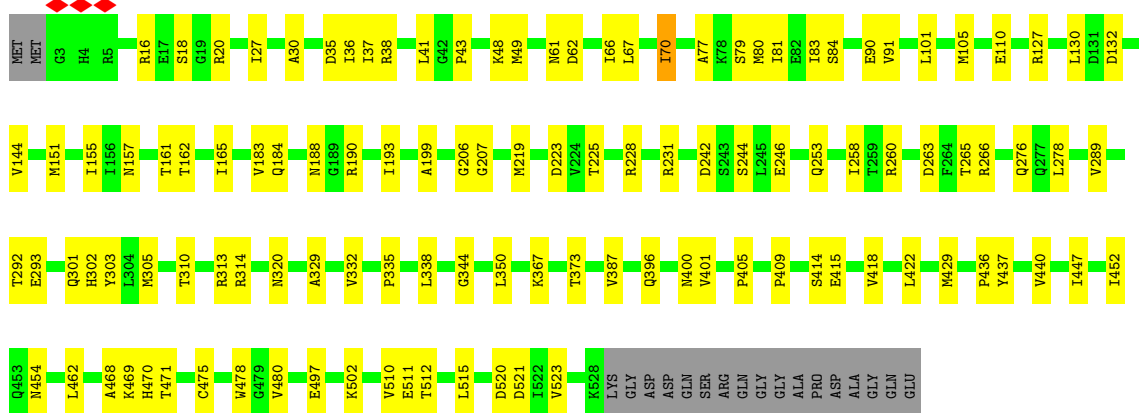 MET MET G3 H4 R5 R16 E17 S18 G19 R20 I27 A30 D35 I36 I37 R38 L41 G42 P43 K48 M49 N61 D62 I66 L67 I70 A77 K78 S79 M80 I81 E82 I83 S84 E90 V91 L101 M105 E110 R127 L130 D131 D132
V144 M151 I155 I156 N157 T161 T162 I165 V183 Q184 N188 G189 R190 I193 A199 G206 G207 M219 D223 V224 T225 R228 R231 D242 S243 S244 L245 E246 Q253 I258 T259 R260 D263 F264 T265 R266 Q276 Q277 L278 V289
T292 E293 Q301 H302 Y303 L304 M305 T310 R313 R314 N320 A329 V332 P335 L338 G344 L350 K367 T373 V387 Q396 N400 V401 P405 P409 S414 E415 V418 L422 M429 P436 Y437 V440 I447 I452
Q453 N454 L462 A468 K469 H470 T471 C475 W478 G479 V480 E497 K502 V510 E511 T512 L515 D520 D521 I522 V523 K528 LYS GLY ASP ASP GLN SER ARG GLN GLY GLY ALA PRO ASP ALA GLY GLN GLU